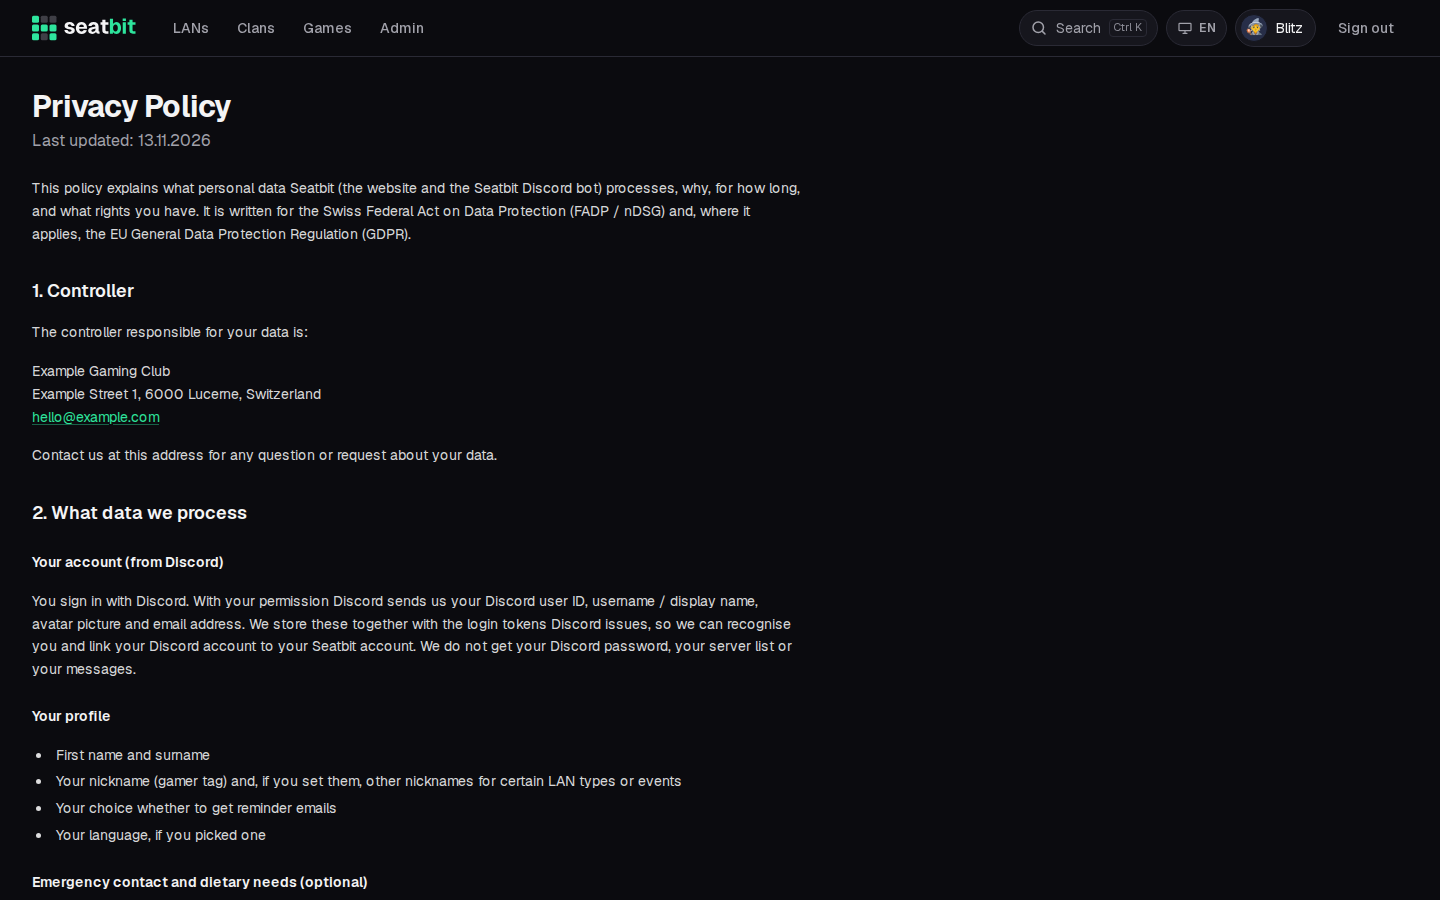 seatbit
LANs
Clans
Games
Admin
Search
Ctrl K
EN
Blitz
Sign out
Privacy Policy
Last updated: 13.11.2026
This policy explains what personal data Seatbit (the website and the Seatbit Discord bot) processes, why, for how long,
and what rights you have. It is written for the Swiss Federal Act on Data Protection (FADP / nDSG) and, where it
applies, the EU General Data Protection Regulation (GDPR).
1. Controller
The controller responsible for your data is:
Example Gaming Club
Example Street 1, 6000 Lucerne, Switzerland
hello@example.com
Contact us at this address for any question or request about your data.
2. What data we process
Your account (from Discord)
You sign in with Discord. With your permission Discord sends us your Discord user ID, username / display name,
avatar picture and email address. We store these together with the login tokens Discord issues, so we can recognise
you and link your Discord account to your Seatbit account. We do not get your Discord password, your server list or
your messages.
Your profile
• First name and surname
• Your nickname (gamer tag) and, if you set them, other nicknames for certain LAN types or events
• Your choice whether to get reminder emails
• Your language, if you picked one
Emergency contact and dietary needs (optional)